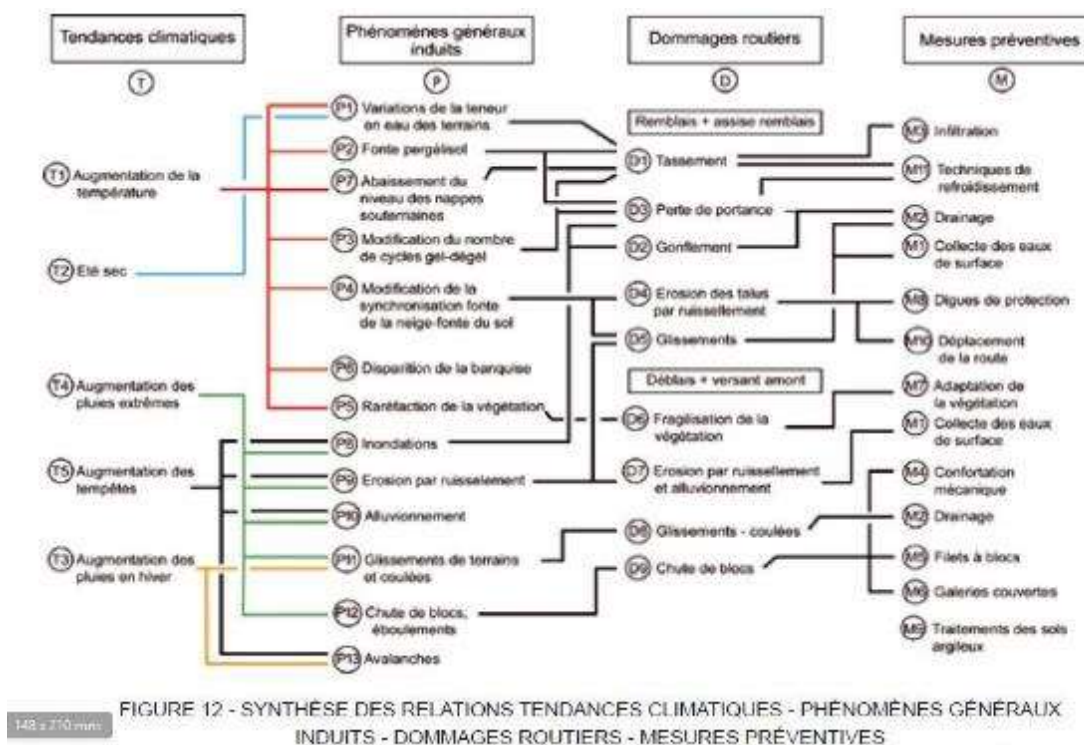 Tendances climatiques
T
T1 Augmentation de la
température
T2 Eté sec
T4 Augmentation des
pluies extrêmes
T5 Augmentation des
tempêtes
T3 Augmentation des
pluies en hiver
Phénomènes généraux
induits
P
P1 Variations de la teneur
en eau des terrains
P2 Fonte pergélisol
P7 Abaissement du
niveau des nappes
souterraines
P3 Modification du nombre
de cycles gel-dégel
P4 Modification de la
synchronisation fonte
de la neige-fonte du sol
P6 Disparition de la banquise
P5 Raréfaction de la végétation
P8 Inondations
P9 Erosion par ruisselement
P10 Alluvionnement
P11 Glissements de terrains
et coulées
P12 Chute de blocs,
éboulements
P13 Avalanches
Dommages routiers
D
Remblais + assise remblais
D1 Tassement
D3 Perte de portance
D2 Gonflement
D4 Erosion des talus
par ruissellement
D5 Glissements
Déblais + versant amont
D6 Fragilisation de la
végétation
D7 Erosion par ruissellement
et alluvionnement
D8 Glissements - coulées
D9 Chute de blocs
Mesures préventives
M
M3 Infiltration
M11 Techniques de
refroidissement
M2 Drainage
M1 Collecte des eaux
de surface
M8 Digues de protection
M10 Déplacement
de la route
M7 Adaptation de
la végétation
M1 Collecte des eaux
de surface
M4 Confortation
mécanique
M2 Drainage
M5 Filets à blocs
M6 Galeries couvertes
M9 Traitements des sols
argileux
FIGURE 12 - SYNTHÈSE DES RELATIONS TENDANCES CLIMATIQUES - PHÉNOMÈNES GÉNÉRAUX
INDUITS - DOMMAGES ROUTIERS - MESURES PRÉVENTIVES